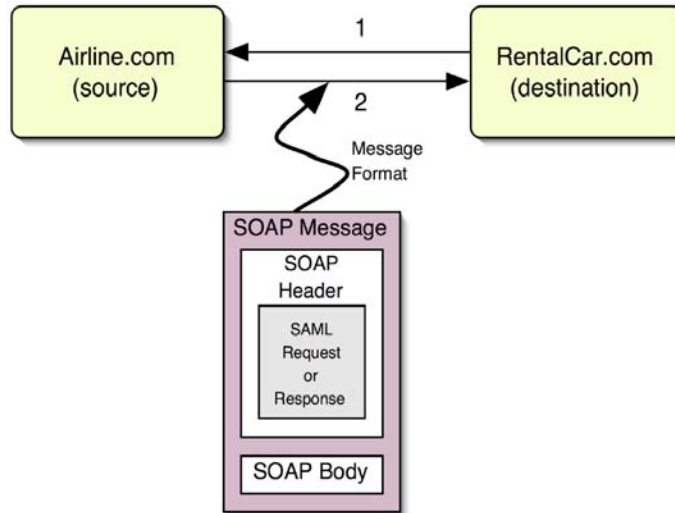 Airline.com
(source)
1
2
RentalCar.com
(destination)
Message
Format
SOAP Message
SOAP
Header
SAML
Request
or
Response
SOAP Body